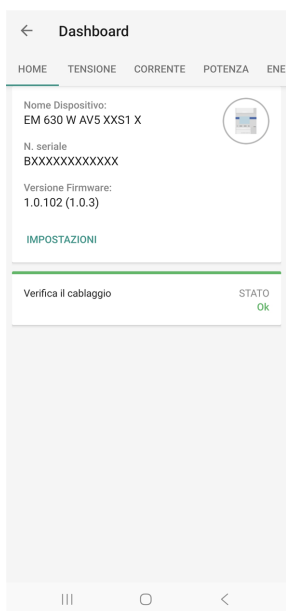 Dashboard
HOME TENSIONE CORRENTE POTENZA ENE
Nome Dispositivo:
EM 630 W AV5 XXS1 X
N. seriale
BXXXXXXXXXXXX
Versione Firmware:
1.0.102 (1.0.3)
IMPOSTAZIONI
Verifica il cablaggio STATO
Ok